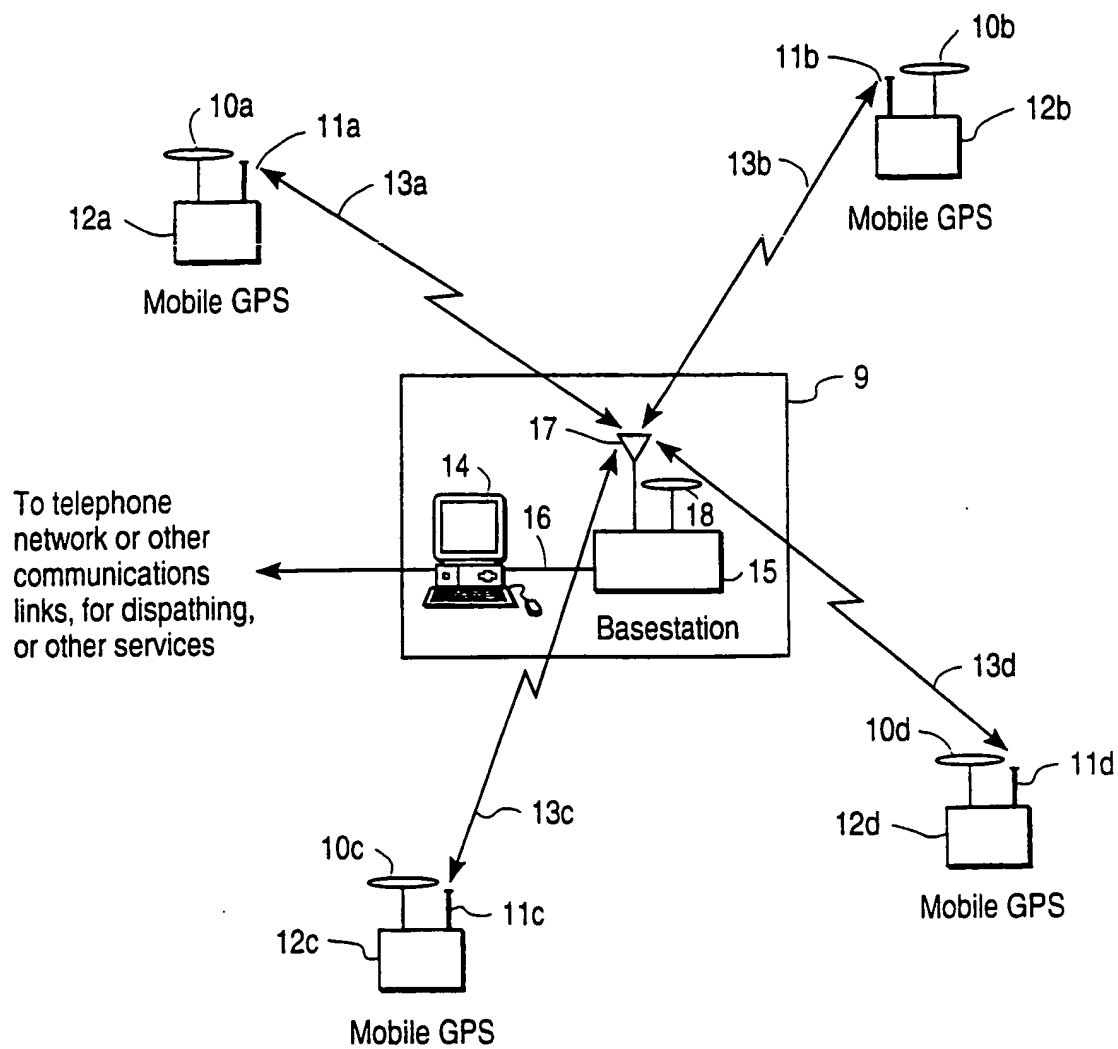 10b
11b
12b
13b
Mobile GPS
10a
11a
13a
12a
Mobile GPS
9
17
14
18
16
15
Basestation
To telephone
network or other
communications
links, for dispathing,
or other services
13d
10d
11d
12d
Mobile GPS
13c
10c
11c
12c
Mobile GPS